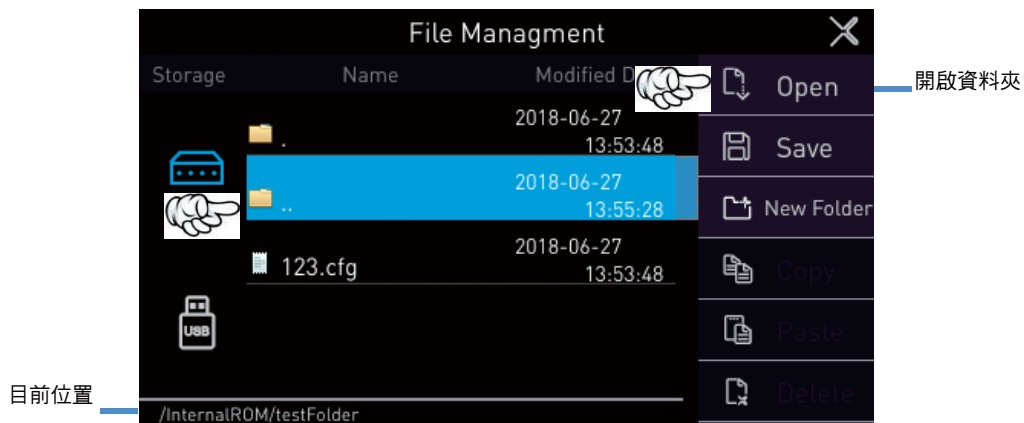 File Managment
Storage Name Modified D
Open
開啟資料夾
2018-06-27
. 13:53:48
Save
2018-06-27
.. 13:55:28
New Folder
2018-06-27
123.cfg 13:53:48
Copy
USB
Paste
目前位置
Delete
/InternalROM/testFolder